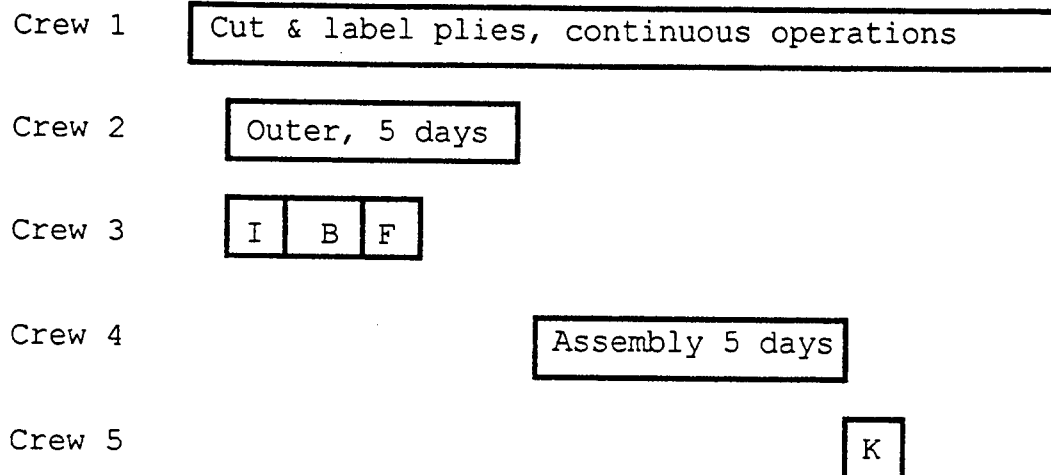 Crew 1 Cut & label plies, continuous operations
Crew 2 Outer, 5 days
Crew 3 I B F
Crew 4 Assembly 5 days
Crew 5 K